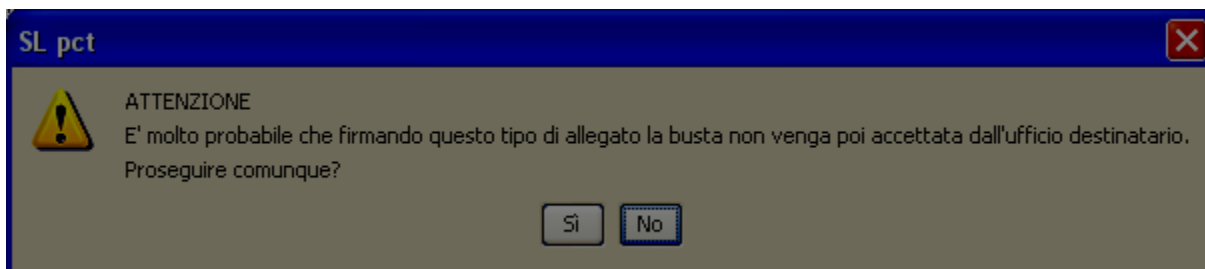 SL pct
ATTENZIONE
E' molto probabile che firmando questo tipo di allegato la busta non venga poi accettata dall'ufficio destinatario.
Proseguire comunque?
Sì No